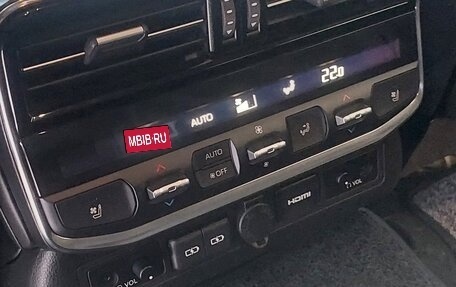 22.0
AUTO
MBIB.RU
AUTO
OFF
HDMI
VOL
VOL